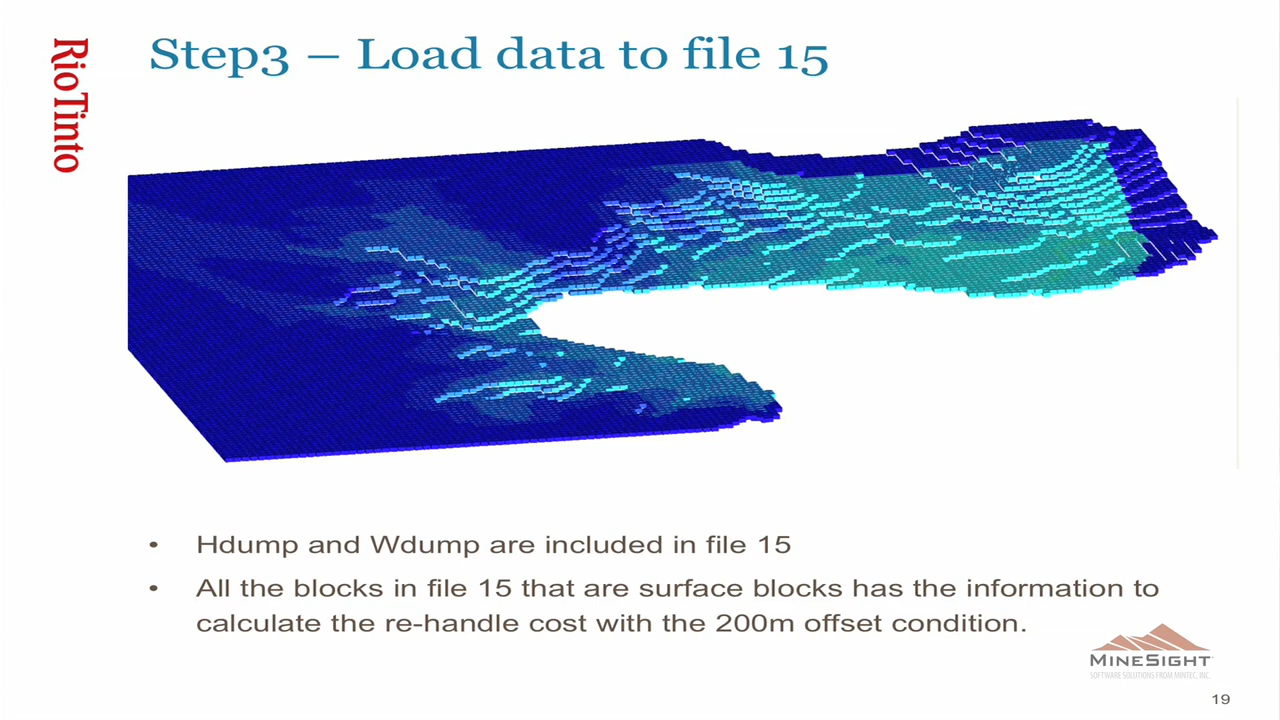 RioTinto
Step3 – Load data to file 15
• Hdump and Wdump are included in file 15
• All the blocks in file 15 that are surface blocks has the information to
calculate the re-handle cost with the 200m offset condition.
MINESIGHT
SOFTWARE SOLUTIONS FROM MINTEC, INC.
19